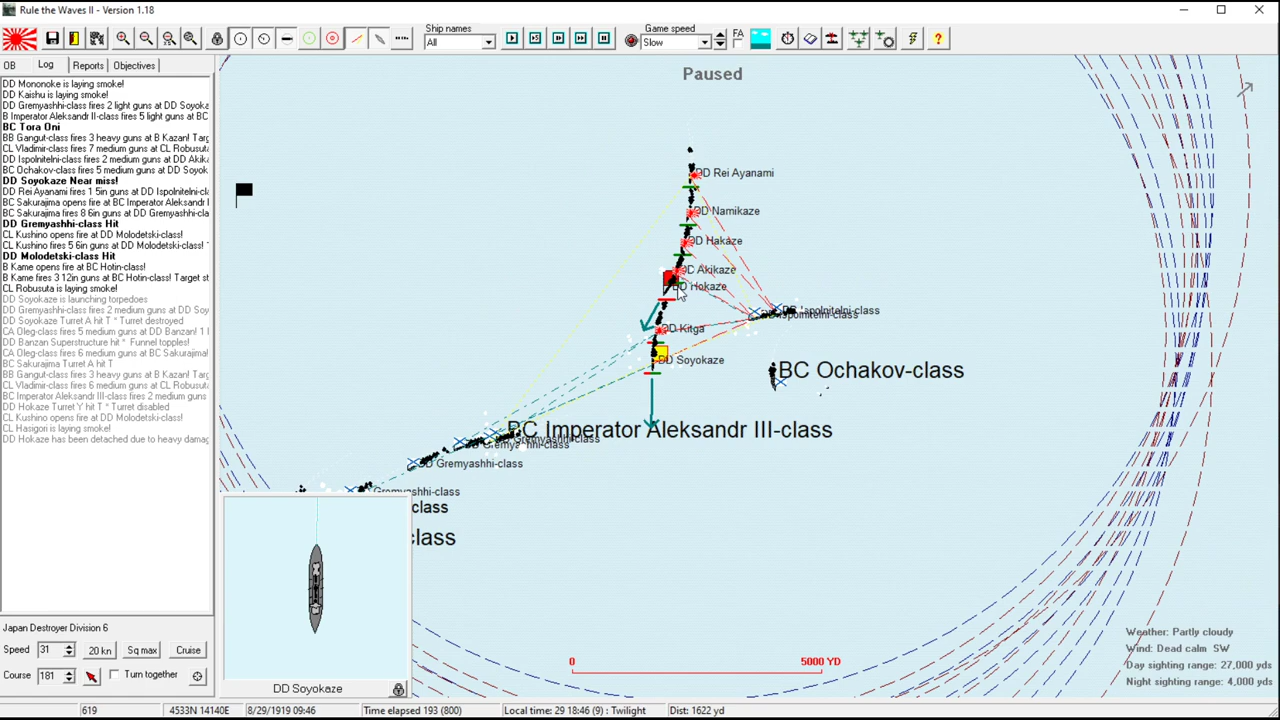 Rule the Waves II - Version 1.18
Ship names
All
Game speed
Slow
FA
OB Log Reports Objectives
DD Mononoke is laying smoke!
DD Kaishu is laying smoke!
DD Gremyashhi-class fires 2 light guns at DD Soyoka
B Imperator Aleksandr II-class fires 5 light guns at BC
BC Tora Oni
BB Gangut-class fires 3 heavy guns at B Kazan! Targ
CL Vladimir-class fires 7 medium guns at CL Robusuta
DD Ispolnitelni-class fires 2 medium guns at DD Akik
BC Ochakov-class fires 5 medium guns at DD Soyok
DD Soyokaze Near miss!
DD Rei Ayanami fires 1 5in guns at DD Ispolnitelni-cl
BC Sakurajima opens fire at BC Imperator Aleksandr I
BC Sakurajima fires 8 6in guns at DD Gremyashhi-cla
DD Gremyashhi-class Hit
CL Kushino opens fire at DD Molodetski-class!
CL Kushino fires 5 6in guns at DD Molodetski-class! T
DD Molodetski-class Hit
B Kame opens fire at BC Hotin-class!
B Kame fires 3 12in guns at BC Hotin-class! Target st
CL Robusuta is laying smoke!
DD Soyokaze is launching torpedoes
DD Gremyashhi-class fires 2 medium guns at DD Soy
DD Soyokaze Turret A hit T * Turret destroyed
CA Oleg-class fires 5 medium guns at DD Banzan! 1 l
DD Banzan Superstructure hit * Funnel topples!
CA Oleg-class fires 6 medium guns at BC Sakurajima!
BC Sakurajima Turret A hit T
BB Gangut-class fires 3 heavy guns at BC Sakurajima!
CL Vladimir-class fires 6 medium guns at CL Robusut
BC Imperator Aleksandr III-class fires 2 medium guns
DD Hokaze Turret Y hit T * Turret disabled
CL Kushino opens fire at DD Molodetski-class!
CL Hasigori is laying smoke!
DD Hokaze has been detached due to heavy damag
Paused
DD Rei Ayanami
DD Namikaze
DD Hakaze
DD Akikaze
DD Hokaze
DD Kitga
DD Soyokaze
DD Ispolnitelni-class
DD Ispolnitelni-class
BC Ochakov-class
BC Imperator Aleksandr III-class
DD Gremyashhi-class
DD Gremyashhi-class
DD Gremyashhi-class
DD Gremyashhi-class
class
class
Japan Destroyer Division 6
Speed 31 20 kn Sq max Cruise
Course 181 Turn together
DD Soyokaze
0 5000 YD
Weather: Partly cloudy
Wind: Dead calm SW
Day sighting range: 27,000 yds
Night sighting range: 4,000 yds
619 4533N 14140E 8/29/1919 09:46 Time elapsed 193 (800) Local time: 29 18:46 (9) : Twilight Dist: 1622 yd